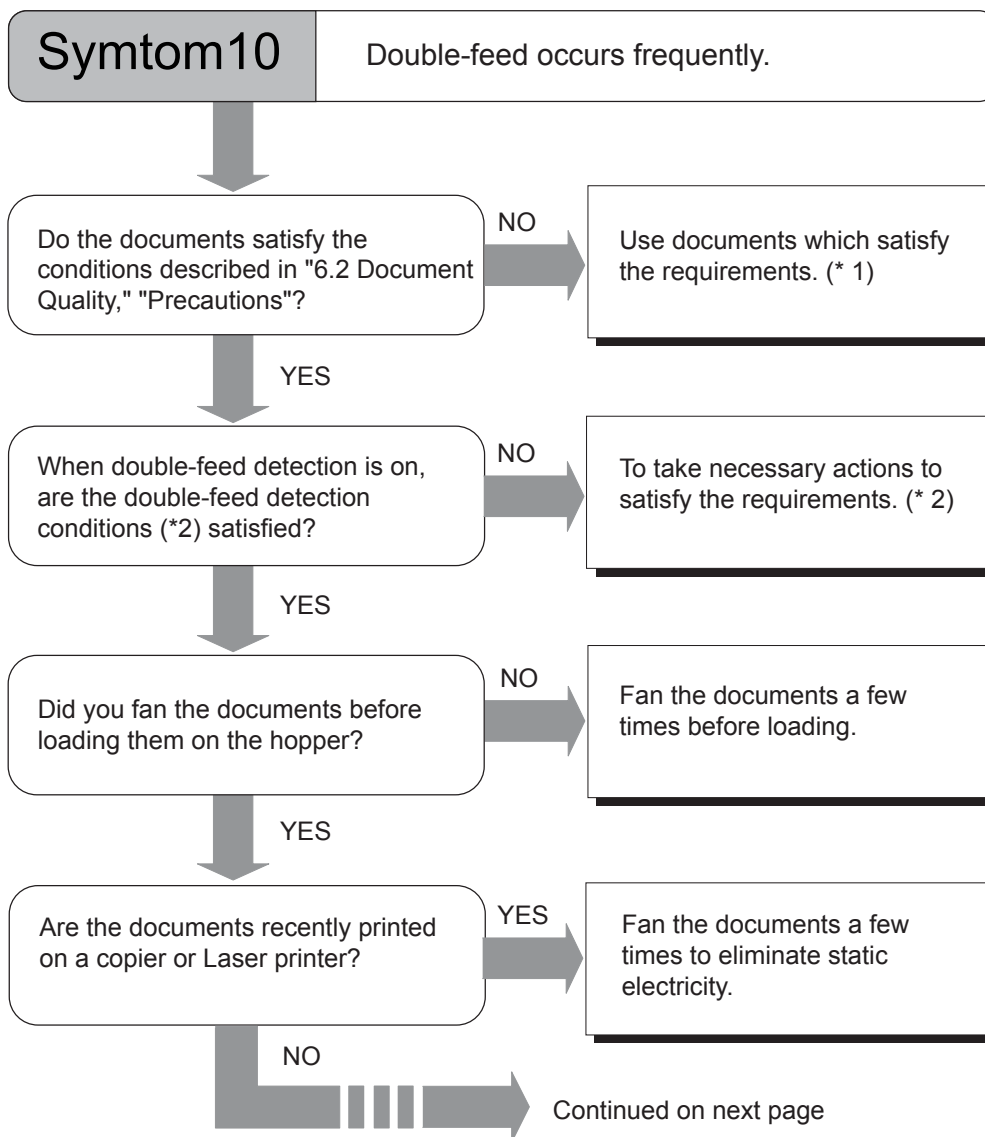 Symtom10
Double-feed occurs frequently.
Do the documents satisfy the
conditions described in "6.2 Document
Quality," "Precautions"?
NO
Use documents which satisfy
the requirements. (* 1)
YES
When double-feed detection is on,
are the double-feed detection
conditions (*2) satisfied?
NO
To take necessary actions to
satisfy the requirements. (* 2)
YES
Did you fan the documents before
loading them on the hopper?
NO
Fan the documents a few
times before loading.
YES
Are the documents recently printed
on a copier or Laser printer?
YES
Fan the documents a few
times to eliminate static
electricity.
NO
Continued on next page